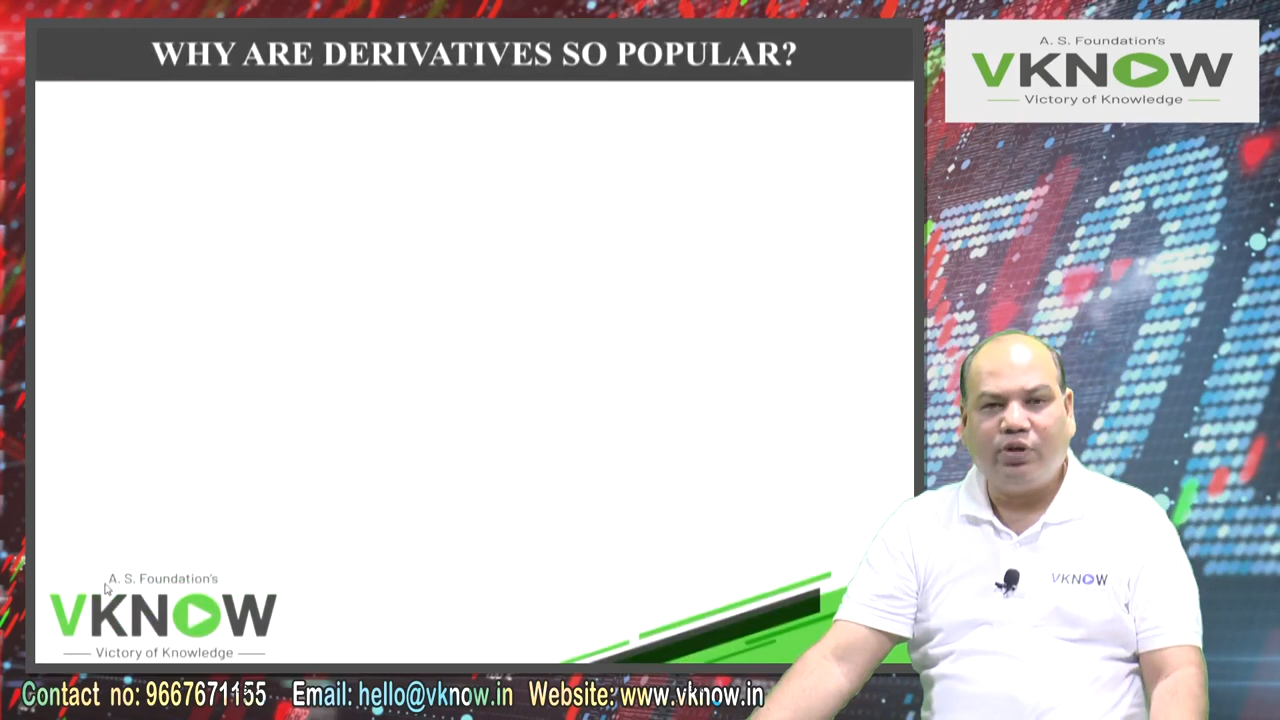 WHY ARE DERIVATIVES SO POPULAR?
A. S. Foundation's
VKNOW
Victory of Knowledge
VKNOW
A. S. Foundation's
VKNOW
Victory of Knowledge
Contact no: 9667671155 Email: hello@vknow.in Website: www.vknow.in